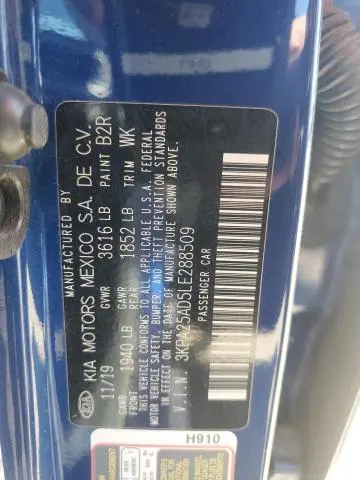 MANUFACTURED BY
KIA KIA MOTORS MEXICO S.A. DE C.V.
11/19 GVWR 3616 LB PAINT B2R
GAWR FRONT 1940 LB GAWR REAR 1852 LB TRIM WK
THIS VEHICLE CONFORMS TO ALL APPLICABLE U.S.A. FEDERAL
MOTOR VEHICLE SAFETY, BUMPER, AND THEFT PREVENTION
STANDARDS IN EFFECT ON THE DATE OF MANUFACTURE SHOWN ABOVE.
V.I.N. 3KPA25AD5LE288509
PASSENGER CAR
H910